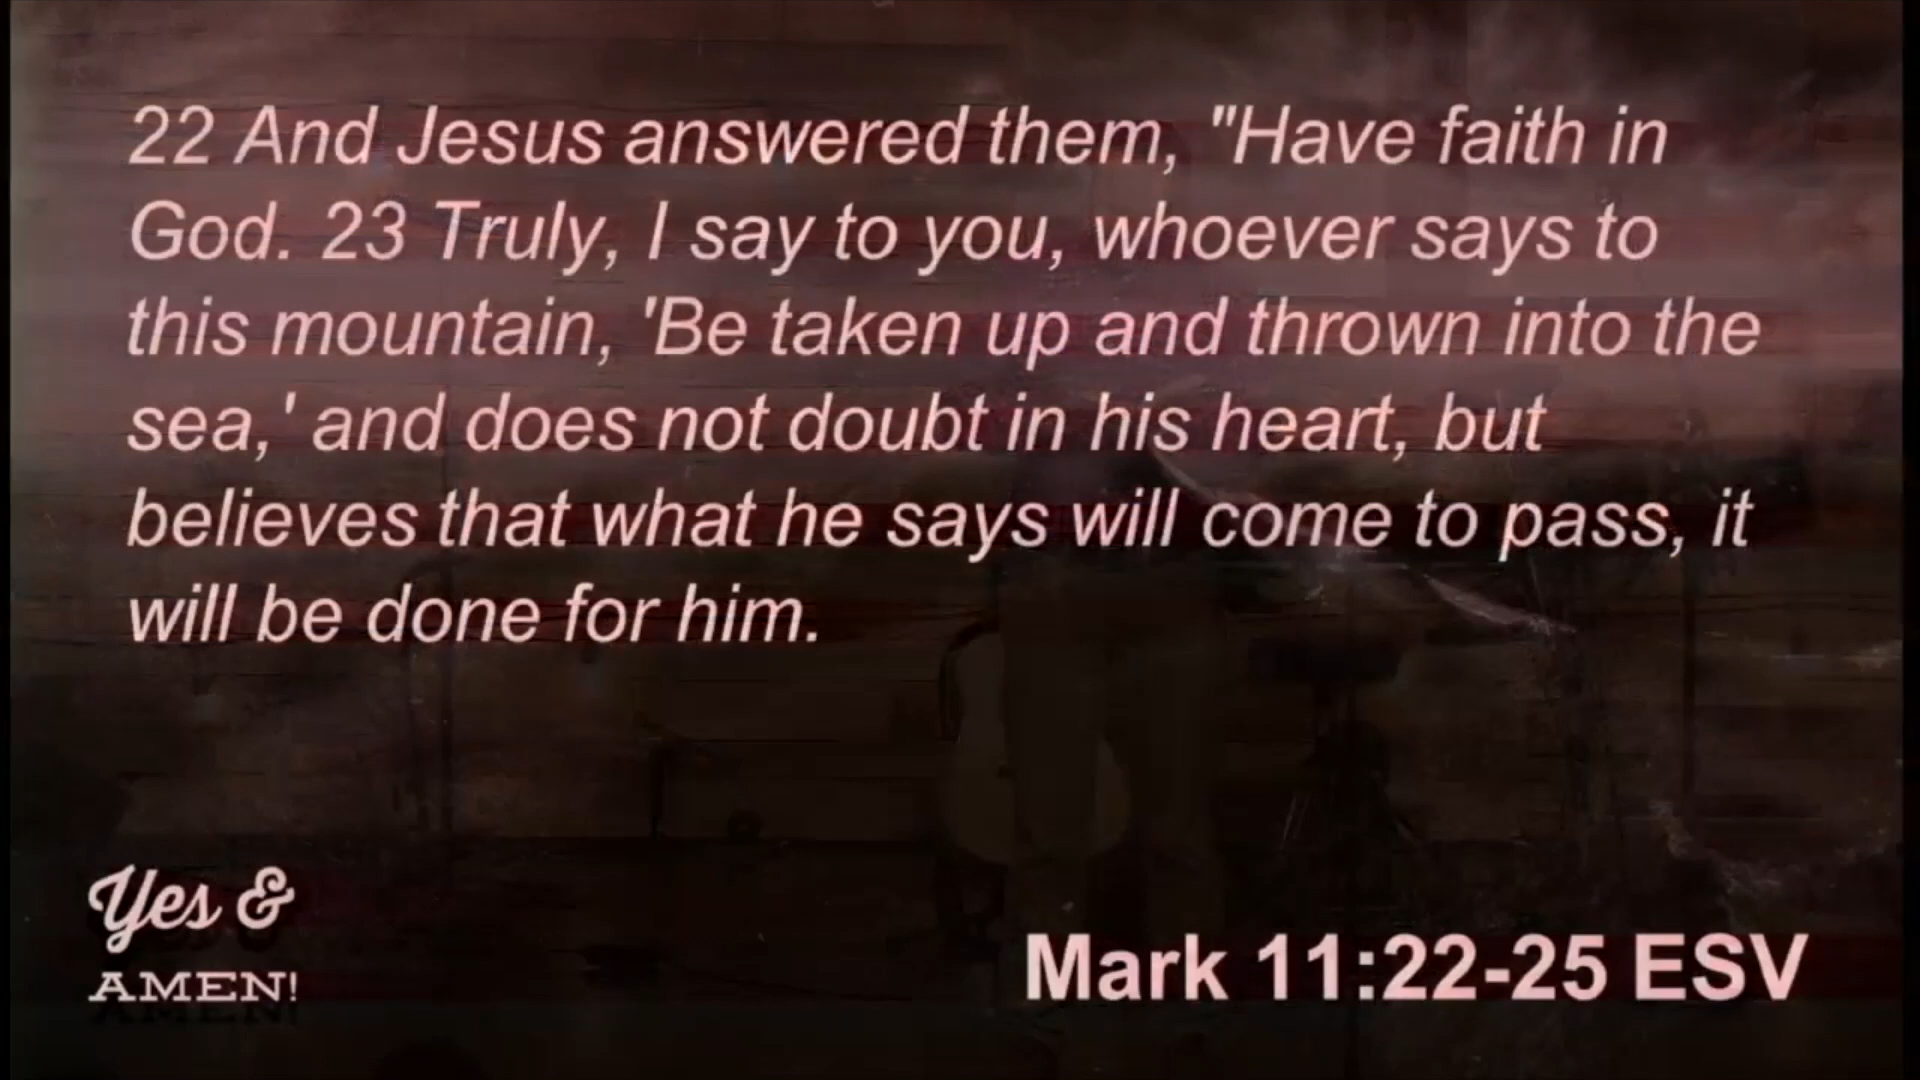 22 And Jesus answered them, "Have faith in
God. 23 Truly, I say to you, whoever says to
this mountain, 'Be taken up and thrown into the
sea,' and does not doubt in his heart, but
believes that what he says will come to pass, it
will be done for him.
Yes &
AMEN!
Mark 11:22-25 ESV